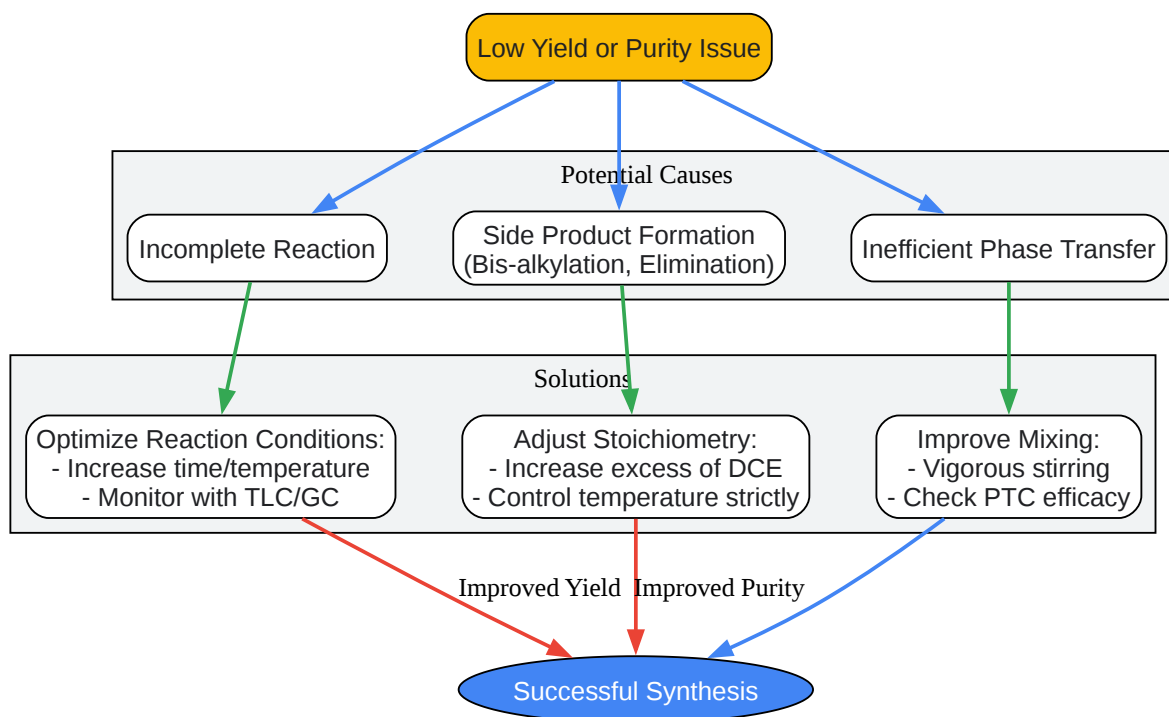 Low Yield or Purity Issue
Potential Causes
Incomplete Reaction
Side Product Formation
(Bis-alkylation, Elimination)
Inefficient Phase Transfer
Solutions
Optimize Reaction Conditions:
- Increase time/temperature
- Monitor with TLC/GC
Adjust Stoichiometry:
- Increase excess of DCE
- Control temperature strictly
Improve Mixing:
- Vigorous stirring
- Check PTC efficacy
Improved Yield
Improved Purity
Successful Synthesis